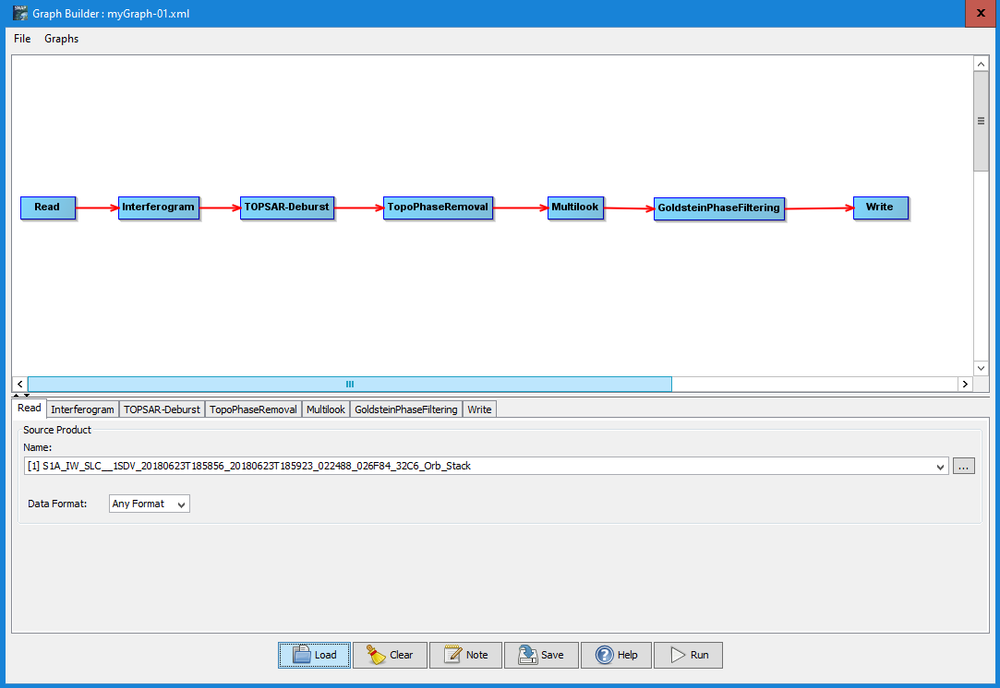 SNAP
Graph Builder : myGraph-01.xml
x
File Graphs
Read Interferogram TOPSAR-Deburst TopoPhaseRemoval Multilook GoldsteinPhaseFiltering Write
Read Interferogram TOPSAR-Deburst TopoPhaseRemoval Multilook GoldsteinPhaseFiltering Write
Source Product
Name:
[1] S1A_IW_SLC__1SDV_20180623T185856_20180623T185923_022488_026F84_32C6_Orb_Stack ...
Data Format: Any Format
Load Clear Note Save Help Run